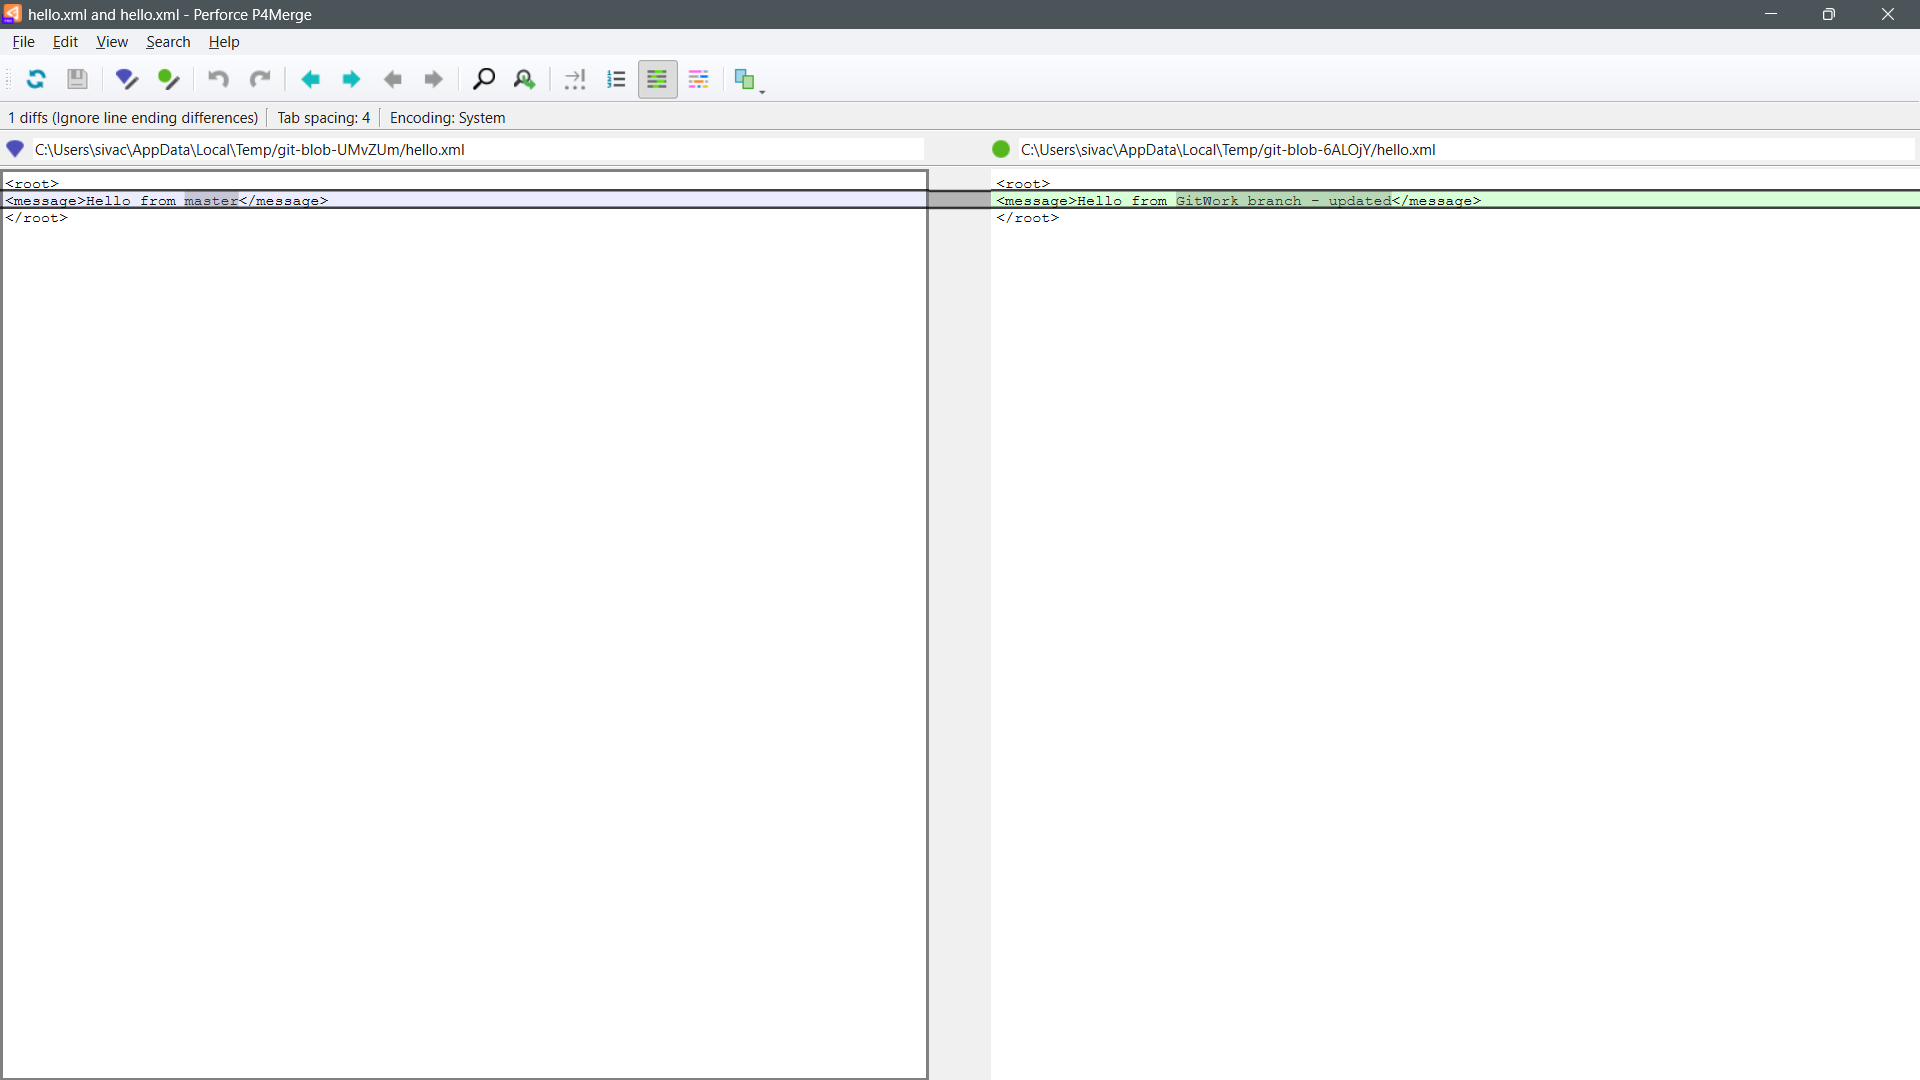 hello.xml and hello.xml - Perforce P4Merge
File Edit View Search Help
1 diffs (Ignore line ending differences) Tab spacing: 4 Encoding: System
C:\Users\sivac\AppData\Local\Temp/git-blob-UMvZUm/hello.xml
C:\Users\sivac\AppData\Local\Temp/git-blob-6ALOjY/hello.xml
<root>
<message>Hello from master</message>
</root>
<root>
<message>Hello from GitWork branch - updated</message>
</root>